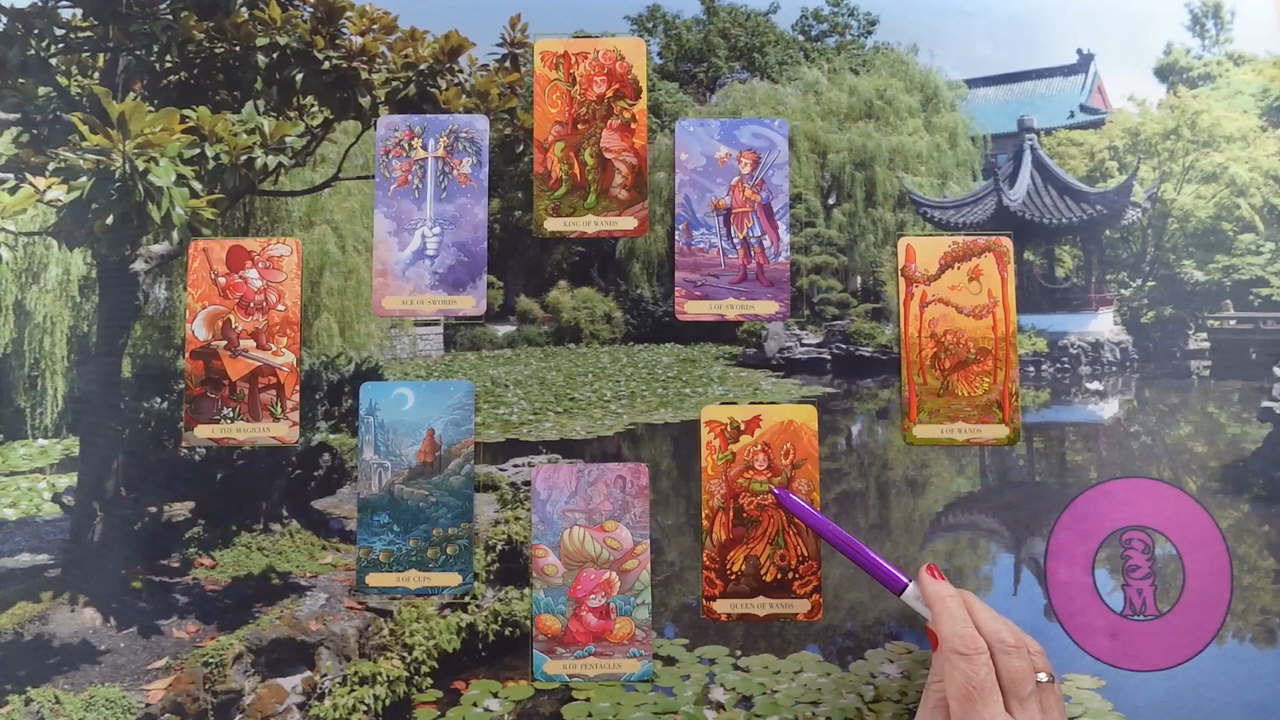 KING OF WANDS
ACE OF SWORDS
5 OF SWORDS
I THE MAGICIAN
4 OF WANDS
8 OF CUPS
QUEEN OF WANDS
8 OF PENTACLES